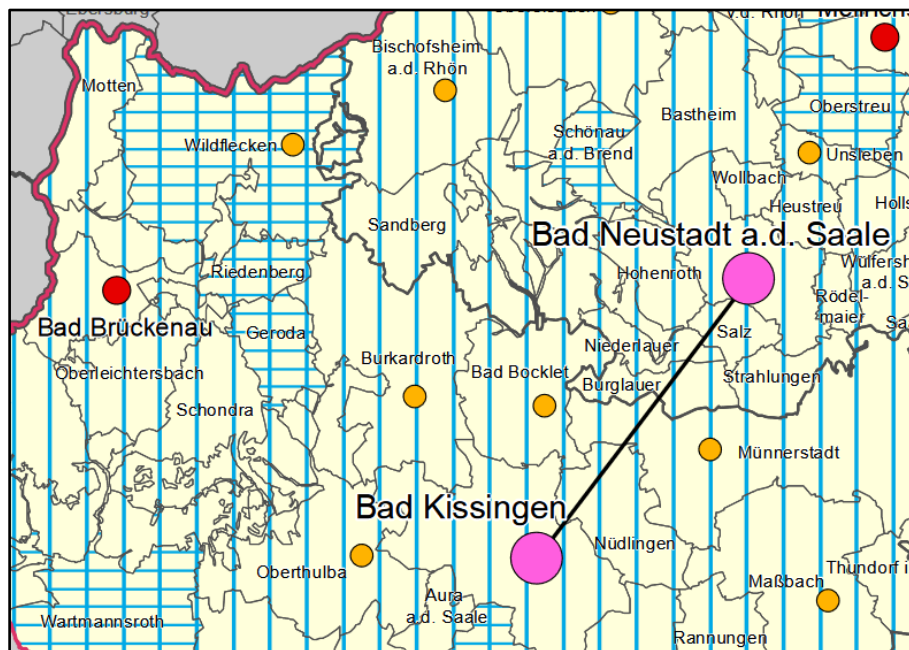 Ebersburg
v.d. Rhön
Bischofsheim
a.d. Rhön
Motten
Oberstreu
Bastheim
Schönau
a.d. Brend
Wildflecken
Unsleben
Wollbach
Heustreu
Sandberg
Bad Neustadt a.d. Saale
Riedenberg
Hohenroth
Rödel-
maier
Bad Brückenau
Geroda
Salz
Niederlauer
Burkardroth
Bad Bocklet
Oberleichtersbach
Burglauer
Strahlungen
Schondra
Münnerstadt
Bad Kissingen
Nüdlingen
Oberthulba
Maßbach
Thundorf i
Aura
a.d. Saale
Wartmannsroth
Rannungen